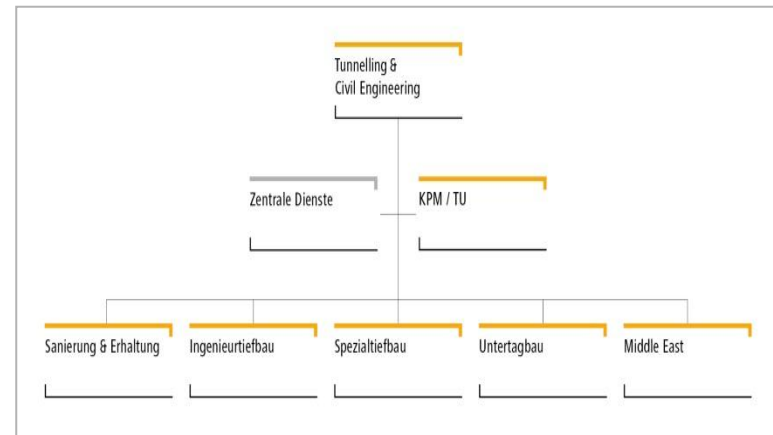 Tunnelling &
Civil Engineering
Zentrale Dienste
KPM / TU
Sanierung & Erhaltung
Ingenieurtiefbau
Spezialtiefbau
Untertagbau
Middle East